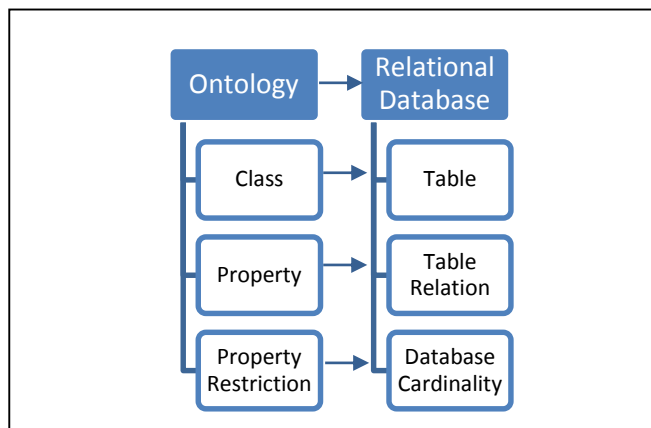 Ontology
Relational
Database
Class
Table
Property
Table
Relation
Property
Restriction
Database
Cardinality